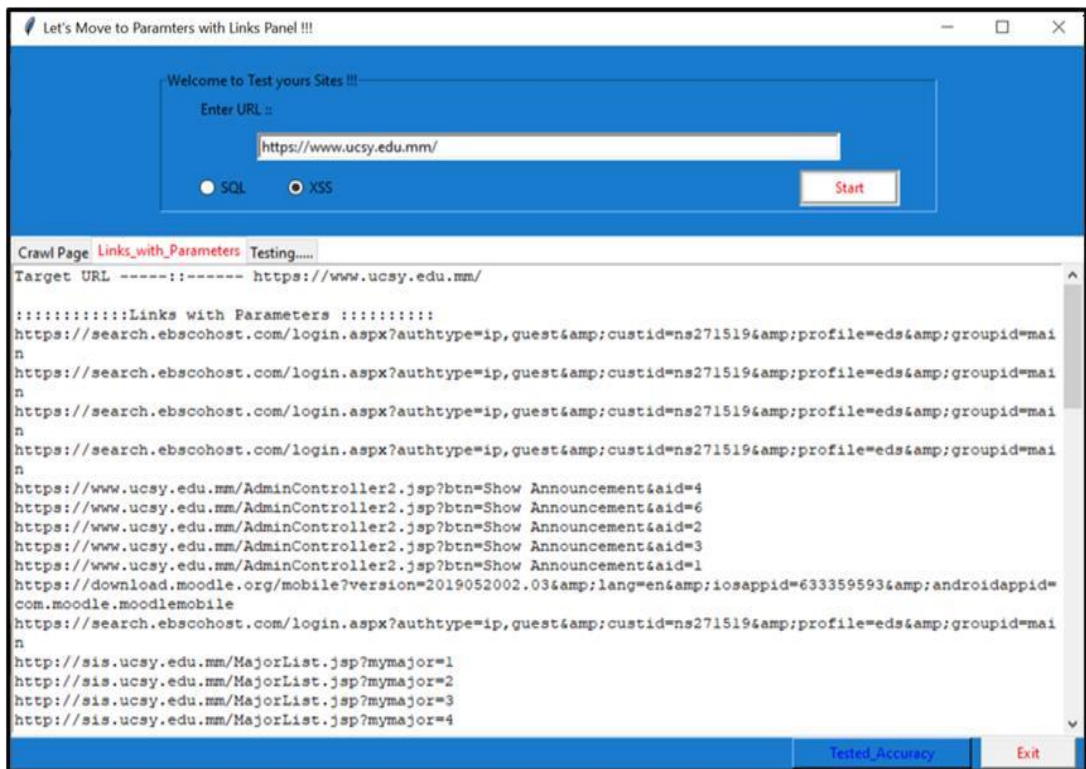 Let's Move to Paramters with Links Panel !!!
Welcome to Test yours Sites !!!
Enter URL ::
https://www.ucsy.edu.mm/
SQL XSS Start
Crawl Page Links_with_Parameters Testing.....
Target URL -----::------ https://www.ucsy.edu.mm/
::::::::::::Links with Parameters ::::::::::
https://search.ebscohost.com/login.aspx?authtype=ip,guest&amp;custid=ns271519&amp;profile=eds&amp;groupid=mai
n
https://search.ebscohost.com/login.aspx?authtype=ip,guest&amp;custid=ns271519&amp;profile=eds&amp;groupid=mai
n
https://search.ebscohost.com/login.aspx?authtype=ip,guest&amp;custid=ns271519&amp;profile=eds&amp;groupid=mai
n
https://search.ebscohost.com/login.aspx?authtype=ip,guest&amp;custid=ns271519&amp;profile=eds&amp;groupid=mai
n
https://www.ucsy.edu.mm/AdminController2.jsp?btn=Show Announcement&aid=4
https://www.ucsy.edu.mm/AdminController2.jsp?btn=Show Announcement&aid=6
https://www.ucsy.edu.mm/AdminController2.jsp?btn=Show Announcement&aid=2
https://www.ucsy.edu.mm/AdminController2.jsp?btn=Show Announcement&aid=3
https://www.ucsy.edu.mm/AdminController2.jsp?btn=Show Announcement&aid=1
https://download.moodle.org/mobile?version=2019052002.03&amp;lang=en&amp;iosappid=633359593&amp;androidappid=
com.moodle.moodlemobile
https://search.ebscohost.com/login.aspx?authtype=ip,guest&amp;custid=ns271519&amp;profile=eds&amp;groupid=mai
n
http://sis.ucsy.edu.mm/MajorList.jsp?mymajor=1
http://sis.ucsy.edu.mm/MajorList.jsp?mymajor=2
http://sis.ucsy.edu.mm/MajorList.jsp?mymajor=3
http://sis.ucsy.edu.mm/MajorList.jsp?mymajor=4
Tested_Accuracy Exit